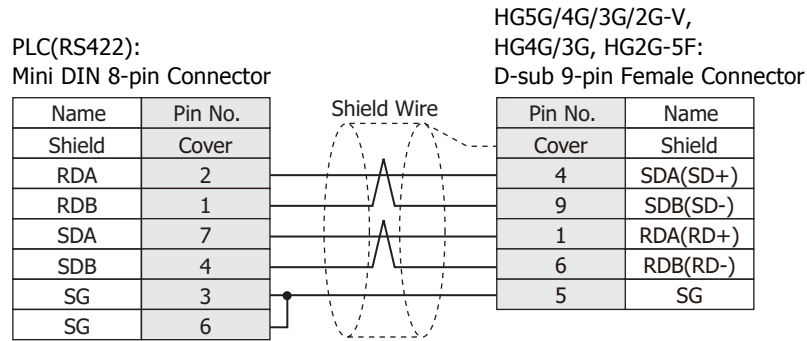 PLC(RS422):
Mini DIN 8-pin Connector
HG5G/4G/3G/2G-V,
HG4G/3G, HG2G-5F:
D-sub 9-pin Female Connector
Name Pin No. Shield Wire Pin No. Name
Shield Cover Cover Shield
RDA 2 4 SDA(SD+)
RDB 1 9 SDB(SD-)
SDA 7 1 RDA(RD+)
SDB 4 6 RDB(RD-)
SG 3 5 SG
SG 6